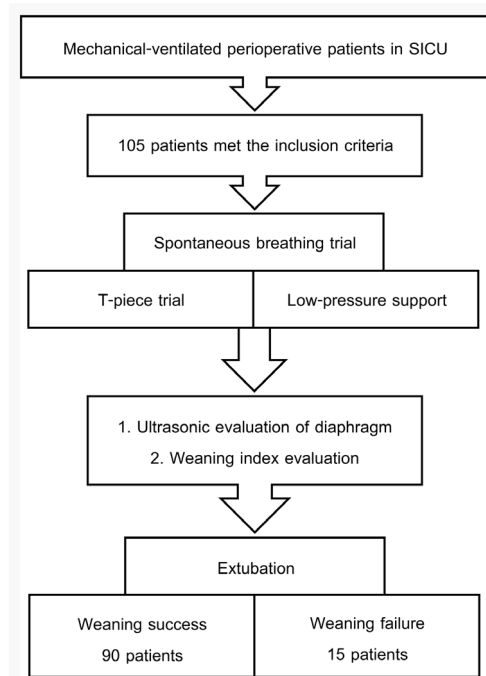 Mechanical-ventilated perioperative patients in SICU
105 patients met the inclusion criteria
Spontaneous breathing trial
T-piece trial
Low-pressure support
1. Ultrasonic evaluation of diaphragm
2. Weaning index evaluation
Extubation
Weaning success
90 patients
Weaning failure
15 patients